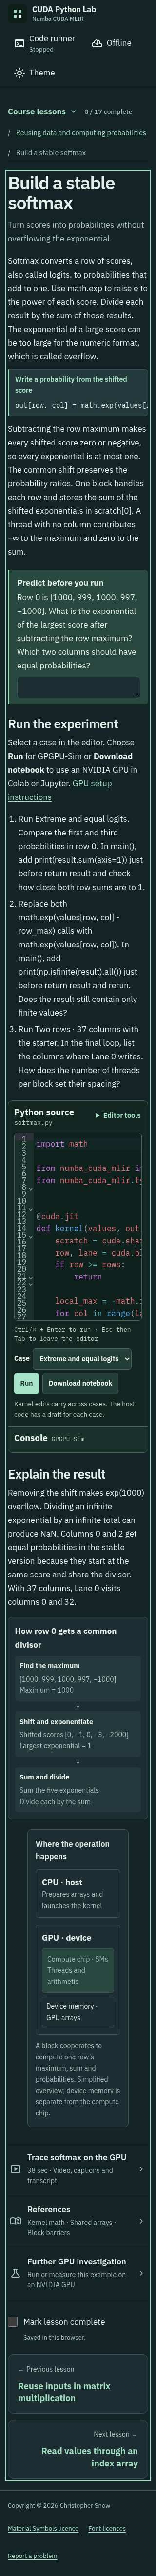 CUDA Python Lab
Numba CUDA MLIR
Code runner
Stopped
Offline
Theme
Course lessons
0 / 17 complete
/ Reusing data and computing probabilities
/ Build a stable softmax
Build stable
softmax
Turn scores into probabilities without
overflowing the exponential.
Softmax converts a row of scores,
also called logits, to probabilities that
add to one. Use math.exp to raise e to
the power of each score. Divide each
result by the sum of those results.
The exponential of a large score can
be too large for the numeric format,
which is called overflow.
Write a probability from the shifted
score
out[row, col] = math.exp(values[
Subtracting the row maximum makes
every shifted score zero or negative,
so every exponential is at most one.
The common shift preserves the
probability ratios. One block handles
each row and stores the sum of the
shifted exponentials in scratch[0]. A
thread with no columns contributes
−∞ to the maximum and zero to the
sum.
Predict before you run
Row 0 is [1000, 999, 1000, 997,
−1000]. What is the exponential
of the largest score after
subtracting the row maximum?
Which two columns should have
equal probabilities?
Run the experiment
Select a case in the editor. Choose
Run for GPGPU-Sim or Download
notebook to use an NVIDIA GPU in
Colab or Jupyter. GPU setup
instructions
1. Run Extreme and equal logits.
Compare the first and third
probabilities in row 0. In main(),
add print(result.sum(axis=1)) just
before return result and check
how close both row sums are to 1.
2. Replace both
math.exp(values[row, col] -
row_max) calls with
math.exp(values[row, col]). In
main(), add
print(np.isfinite(result).all()) just
before return result and rerun.
Does the result still contain only
finite values?
3. Run Two rows · 37 columns with
the starter. In the final loop, list
the columns where Lane 0 writes.
How does the number of threads
per block set their spacing?
Python source
softmax.py
Editor tools
import math
from numba_cuda_mlir im
from numba_cuda_mlir.ty
@cuda.jit
def kernel(values, out
scratch = cuda.sha
row, lane = cuda.bl
if row >= rows:
return
local_max = -math.i
for col in range(la
Ctrl/⌘ + Enter to run · Esc then
Tab to leave the editor
Case Extreme and equal logits
Run
Download notebook
Kernel edits carry across cases. The host
code has a draft for each case.
Console GPGPU-Sim
Explain the result
Removing the shift makes exp(1000)
overflow. Dividing an infinite
exponential by an infinite total can
produce NaN. Columns 0 and 2 get
equal probabilities in the stable
version because they start at the
same score and share the divisor.
With 37 columns, Lane 0 visits
columns 0 and 32.
How row 0 gets a common
divisor
Find the maximum
[1000, 999, 1000, 997, −1000]
Maximum = 1000
↓
Shift and exponentiate
Shifted scores [0, −1, 0, −3, −2000]
Largest exponential = 1
↓
Sum and divide
Sum the five exponentials
Divide each by the sum
Where the operation
happens
CPU · host
Prepares arrays and
launches the kernel
GPU · device
Compute chip · SMs
Threads and
arithmetic
Device memory ·
GPU arrays
A block cooperates to
compute one row's
maximum, sum and
probabilities. Simplified
overview; device memory is
separate from the compute
chip.
Trace softmax on the GPU
38 sec · Video, captions and
transcript
References
Kernel math · Shared arrays ·
Block barriers
Further GPU investigation
Run or measure this example on
an NVIDIA GPU
Mark lesson complete
Saved in this browser.
← Previous lesson
Reuse inputs in matrix
multiplication
Next lesson →
Read values through an
index array
Copyright © 2026 Christopher Snow
Material Symbols licence
Font licences
Report a problem